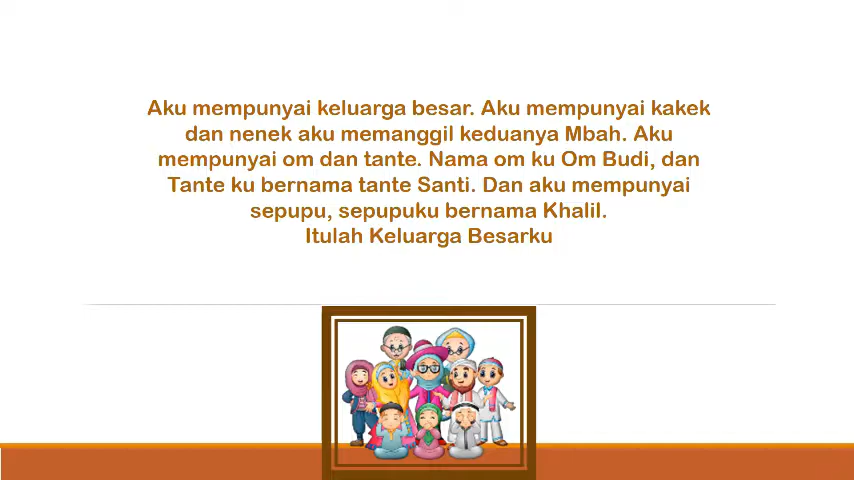 Aku mempunyai keluarga besar. Aku mempunyai kakek
dan nenek aku memanggil keduanya Mbah. Aku
mempunyai om dan tante. Nama om ku Om Budi, dan
Tante ku bernama tante Santi. Dan aku mempunyai
sepupu, sepupuku bernama Khalil.
Itulah Keluarga Besarku